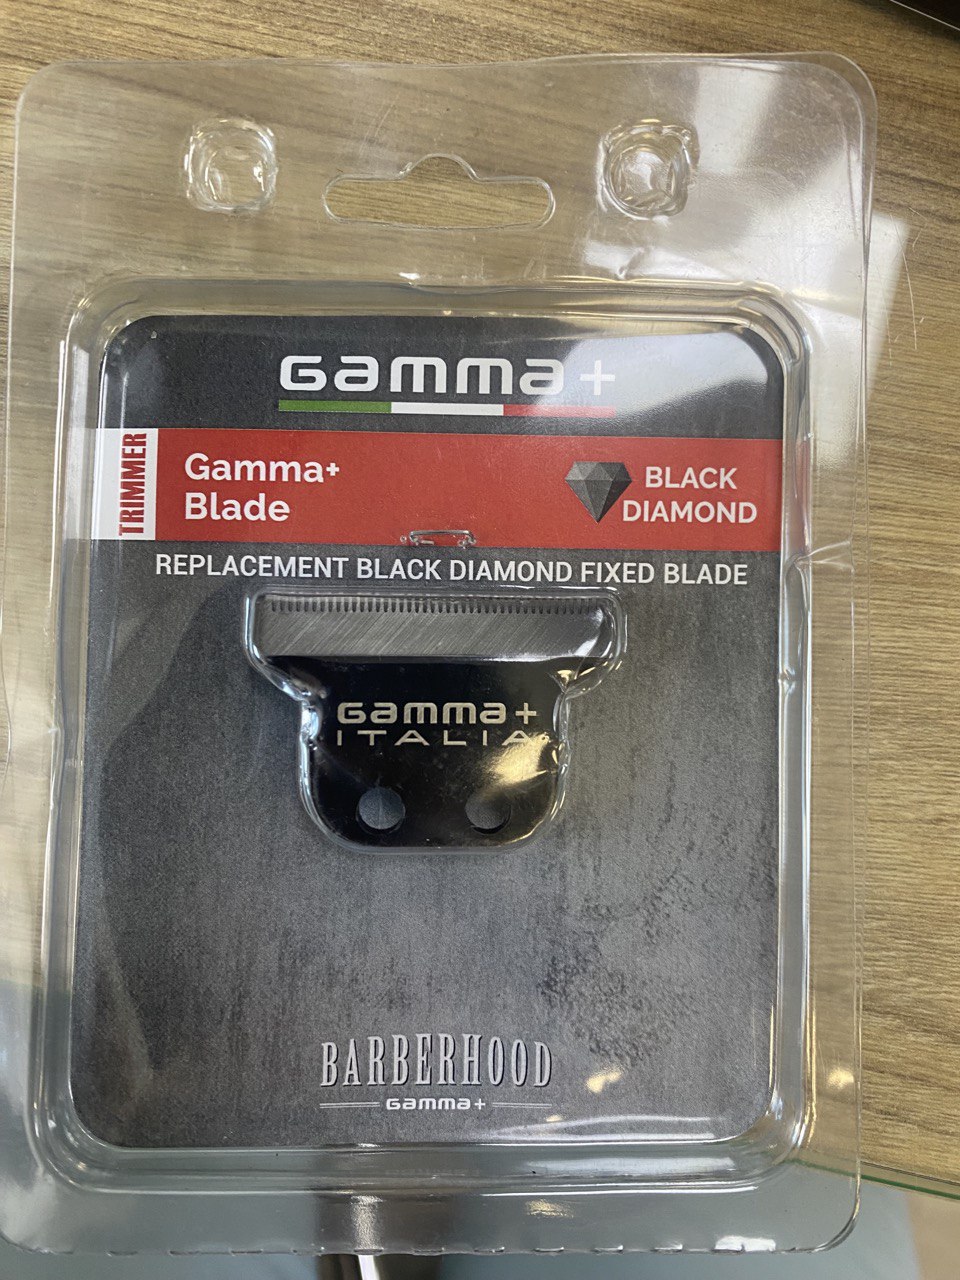 GAMMA+
TRIMMER
Gamma+
Blade
BLACK
DIAMOND
REPLACEMENT BLACK DIAMOND FIXED BLADE
GAMMA+
ITALIA
BARBERHOOD
GAMMA+